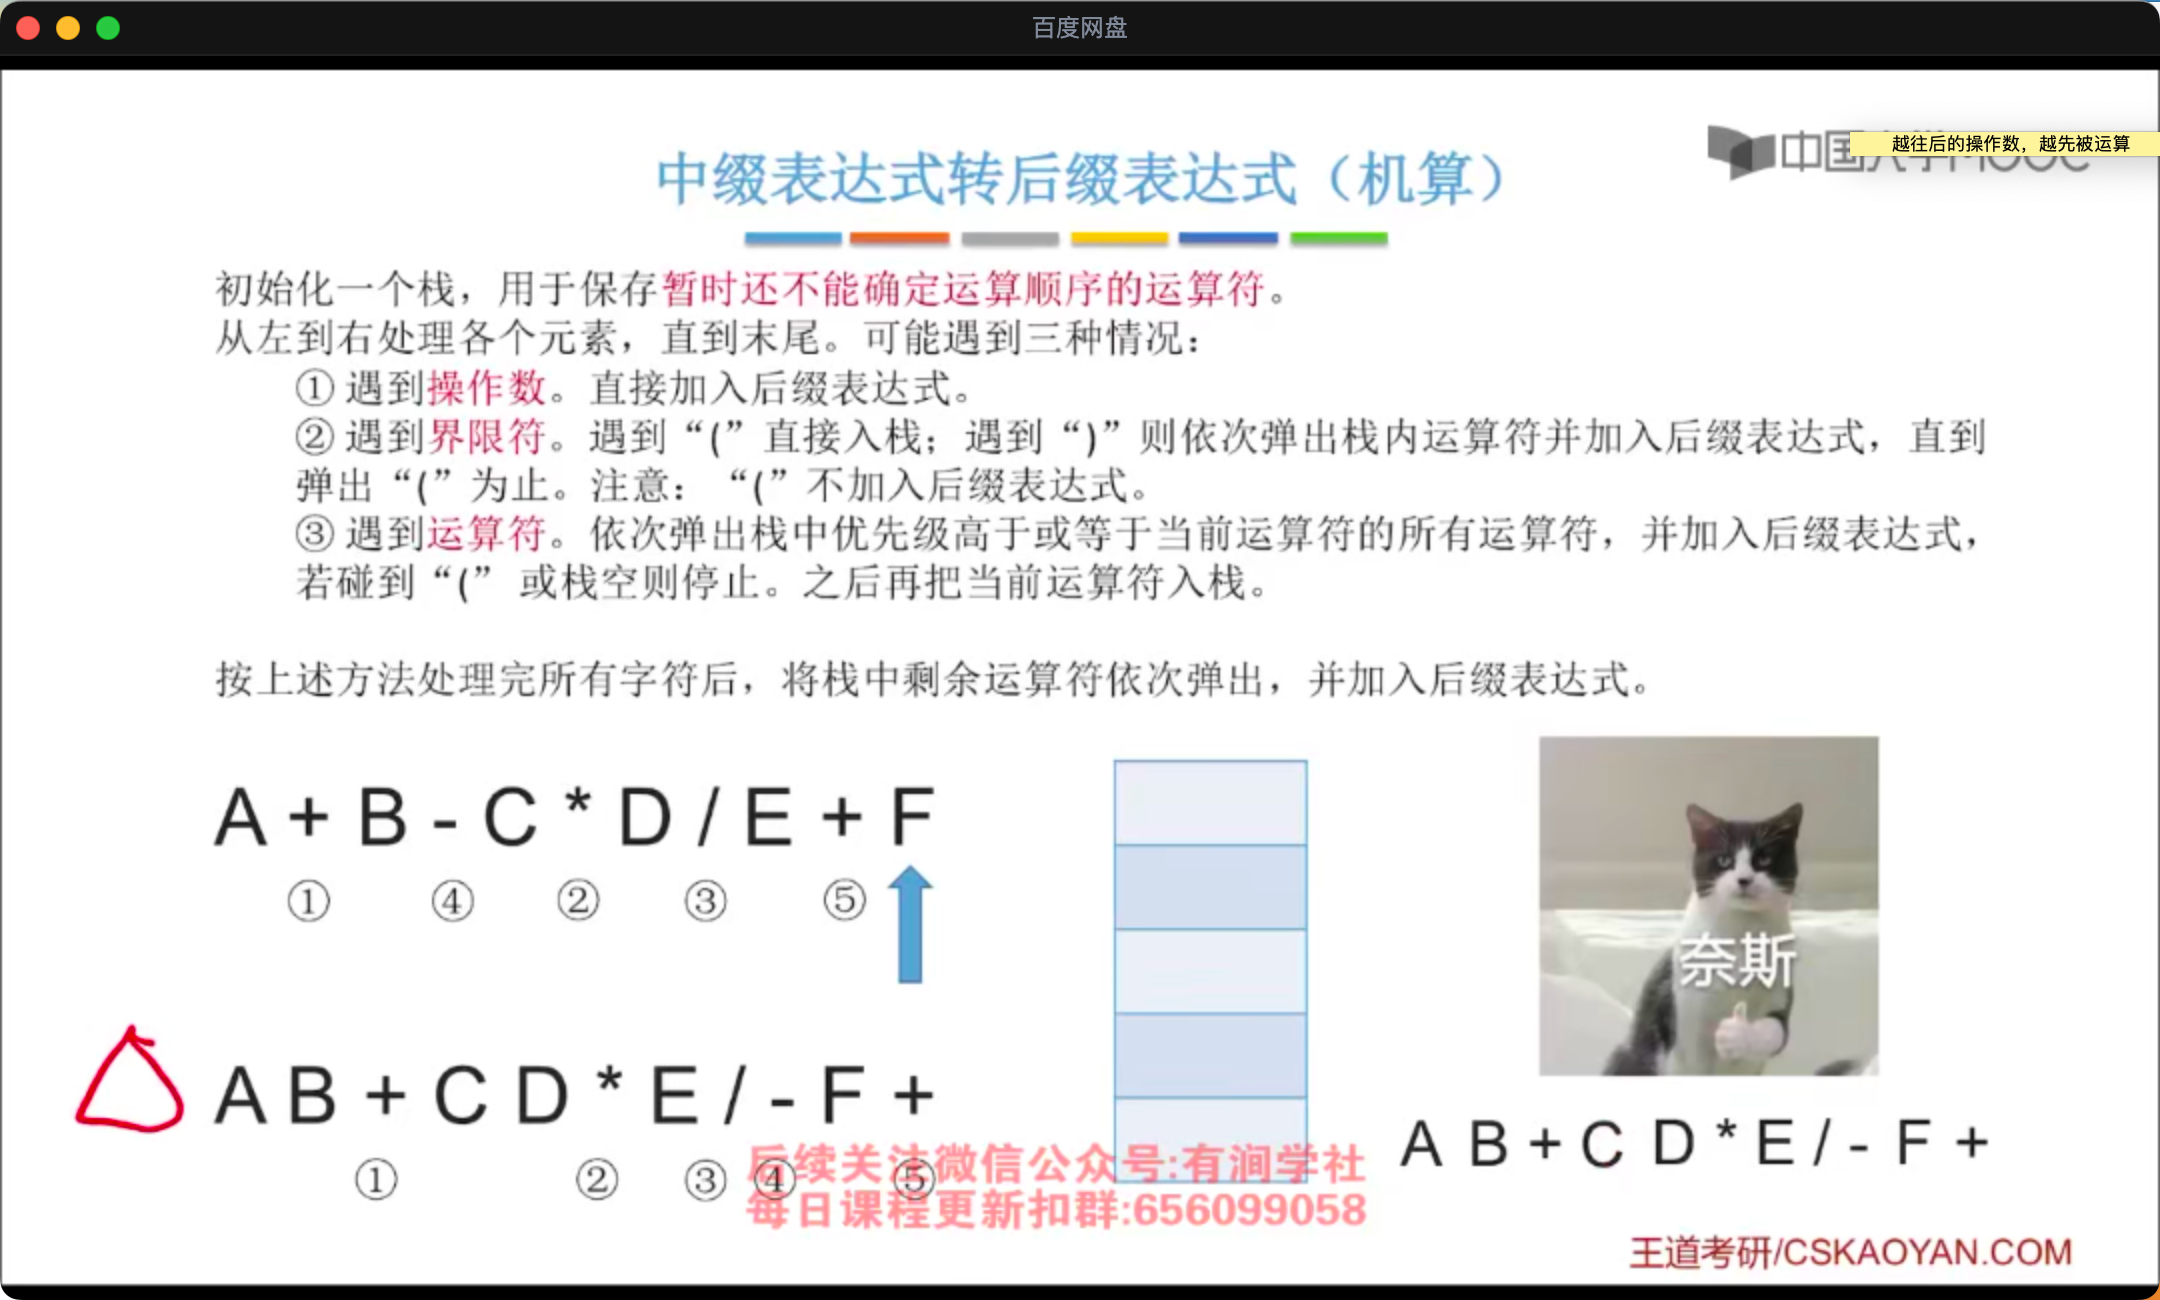 百度网盘
中国大学MOOC
越往后的操作数，越先被运算
中缀表达式转后缀表达式（机算）
初始化一个栈，用于保存暂时还不能确定运算顺序的运算符。
从左到右处理各个元素，直到末尾。可能遇到三种情况：
① 遇到操作数。直接加入后缀表达式。
② 遇到界限符。遇到“(”直接入栈；遇到“)”则依次弹出栈内运算符并加入后缀表达式，直到
弹出“(”为止。注意：“(”不加入后缀表达式。
③ 遇到运算符。依次弹出栈中优先级高于或等于当前运算符的所有运算符，并加入后缀表达式，
若碰到“(” 或栈空则停止。之后再把当前运算符入栈。
按上述方法处理完所有字符后，将栈中剩余运算符依次弹出，并加入后缀表达式。
A + B - C * D / E + F
① ④ ② ③ ⑤
奈斯
A B + C D * E / - F +
① ② ③ ④ ⑤
A B + C D * E / - F +
后续关注微信公众号:有涧学社
每日课程更新扣群:656099058
王道考研/CSKAOYAN.COM